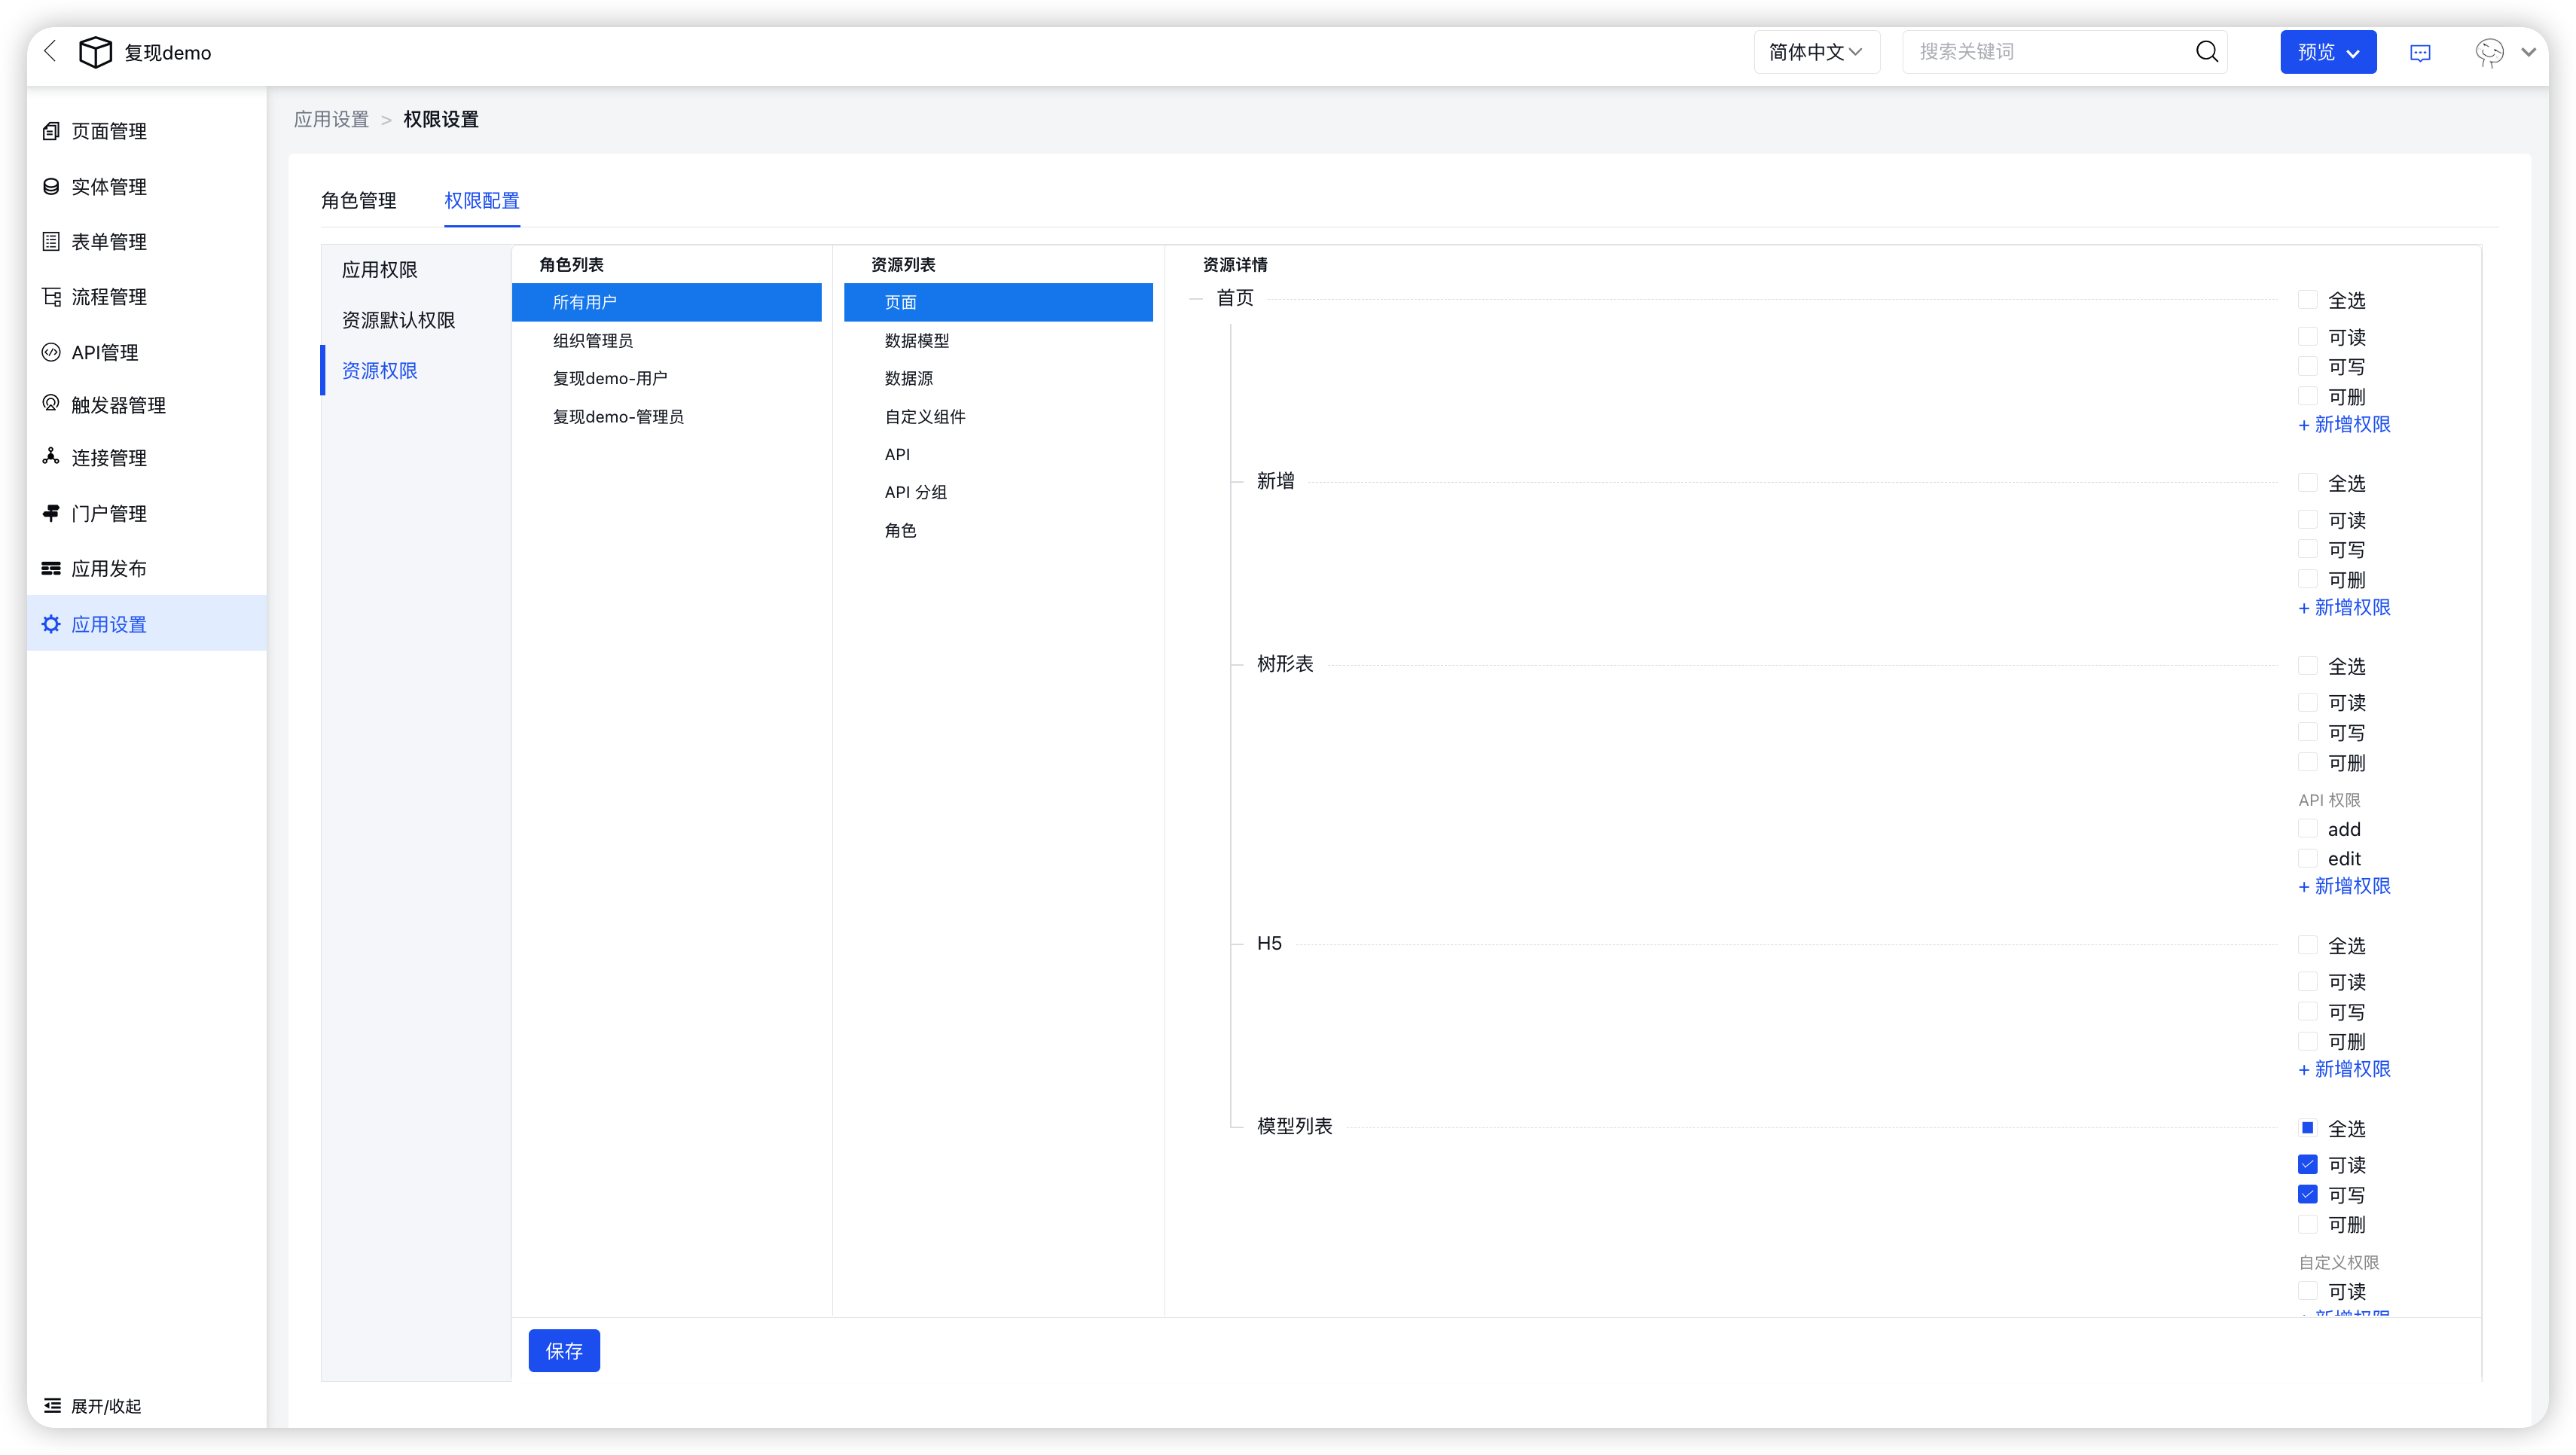 复现demo
简体中文
搜索关键词
预览
页面管理
实体管理
表单管理
流程管理
API管理
触发器管理
连接管理
门户管理
应用发布
应用设置
展开/收起
应用设置 > 权限设置
角色管理
权限配置
应用权限
资源默认权限
资源权限
角色列表
所有用户
组织管理员
复现demo-用户
复现demo-管理员
资源列表
页面
数据模型
数据源
自定义组件
API
API 分组
角色
资源详情
首页
全选
可读
可写
可删
+ 新增权限
新增
全选
可读
可写
可删
+ 新增权限
树形表
全选
可读
可写
可删
API 权限
add
edit
+ 新增权限
H5
全选
可读
可写
可删
+ 新增权限
模型列表
全选
可读
可写
可删
自定义权限
可读
+ 新增权限
保存